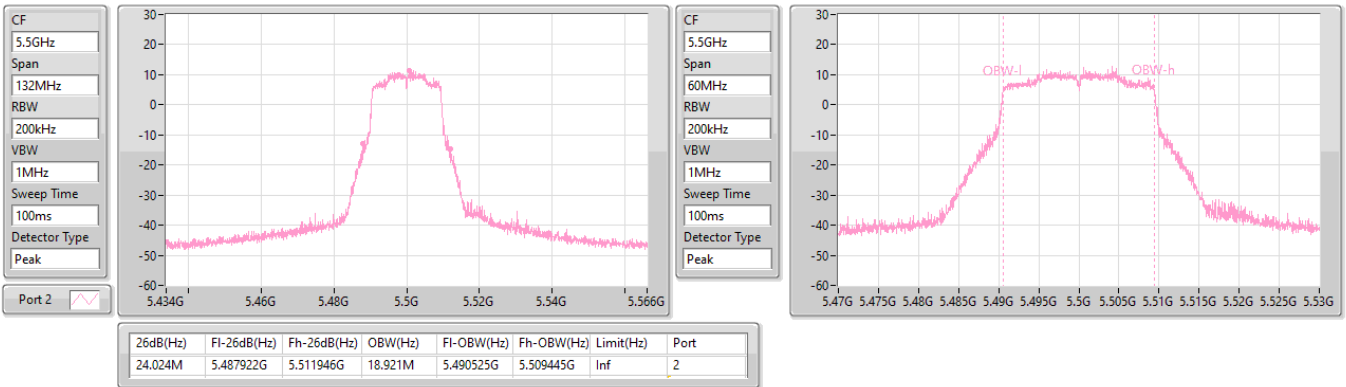 CF
5.5GHz
Span
132MHz
RBW
200kHz
VBW
1MHz
Sweep Time
100ms
Detector Type
Peak
Port 2
30
20
10
0
-10
-20
-30
-40
-50
-60
5.434G 5.46G 5.48G 5.5G 5.52G 5.54G 5.566G
CF
5.5GHz
Span
60MHz
RBW
200kHz
VBW
1MHz
Sweep Time
100ms
Detector Type
Peak
30
20
10
0
-10
-20
-30
-40
-50
-60
OBW-l OBW-h
5.47G 5.475G 5.48G 5.485G 5.49G 5.495G 5.5G 5.505G 5.51G 5.515G 5.52G 5.525G 5.53G
26dB(Hz) Fl-26dB(Hz) Fh-26dB(Hz) OBW(Hz) Fl-OBW(Hz) Fh-OBW(Hz) Limit(Hz) Port
24.024M 5.487922G 5.511946G 18.921M 5.490525G 5.509445G Inf 2